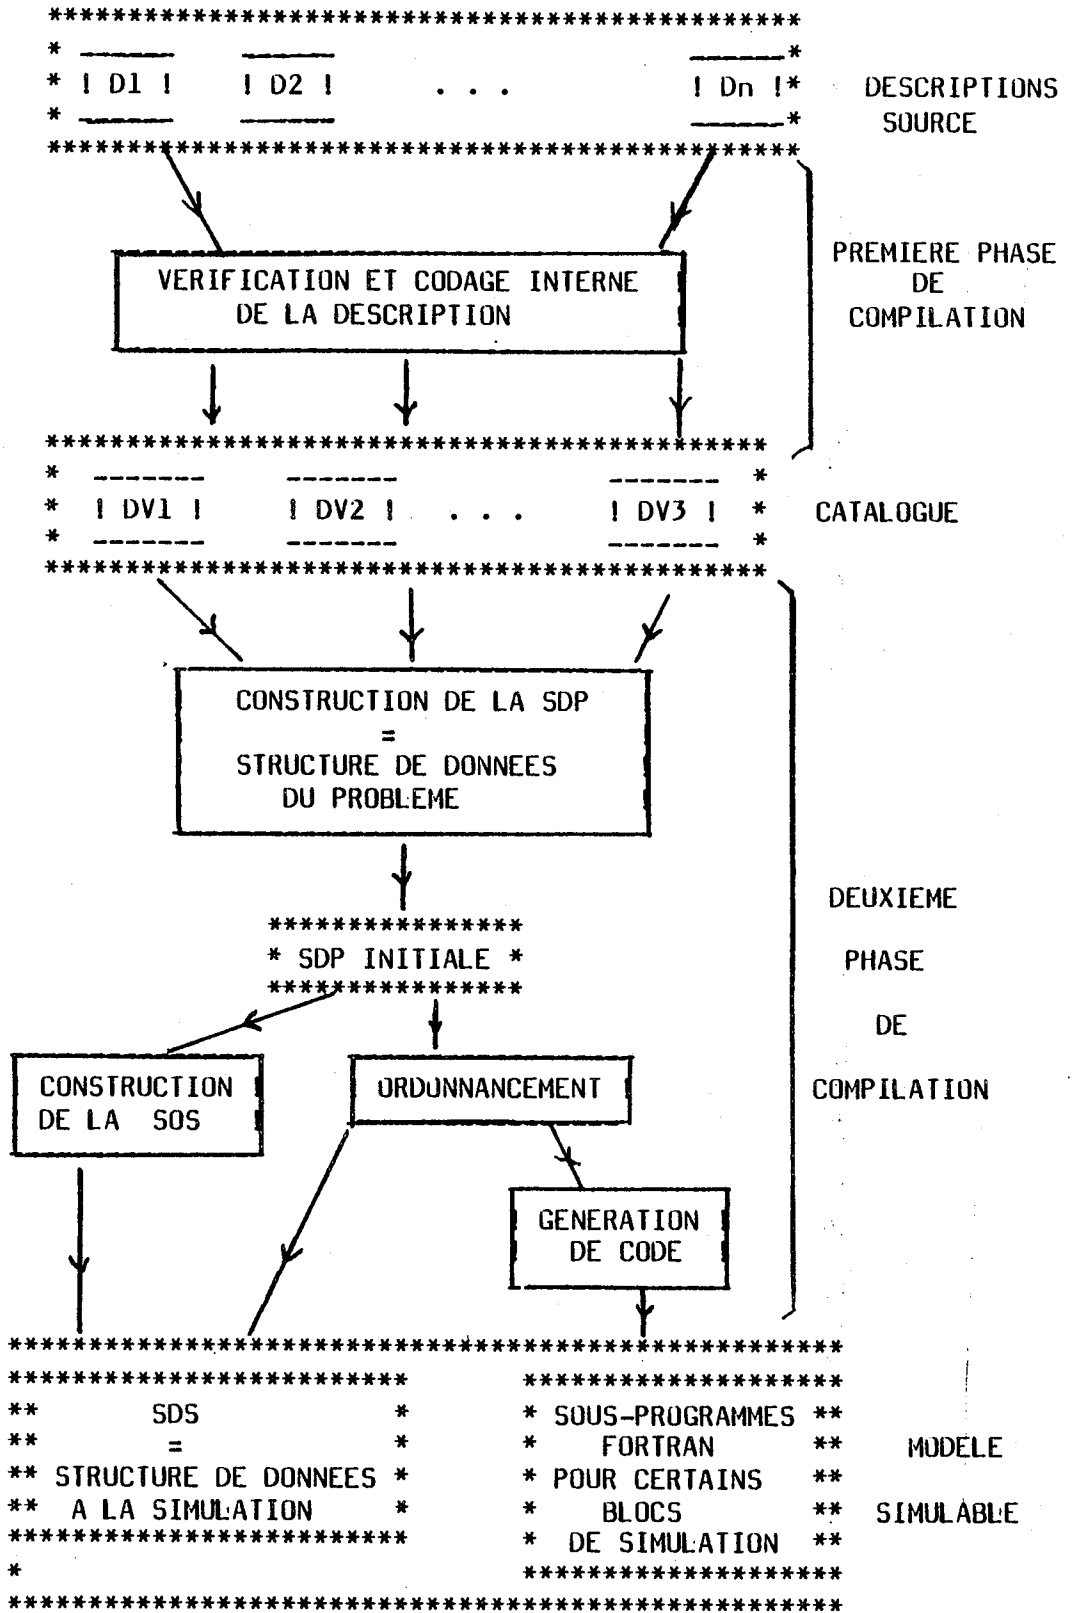 ! D1 ! ! D2 ! . . . ! Dn !
DESCRIPTIONS
SOURCE
VERIFICATION ET CODAGE INTERNE
DE LA DESCRIPTION
PREMIERE PHASE
DE
COMPILATION
! DV1 ! ! DV2 ! . . . ! DV3 !
CATALOGUE
CONSTRUCTION DE LA SDP
=
STRUCTURE DE DONNEES
DU PROBLEME
* SDP INITIALE *
DEUXIEME
PHASE
DE
COMPILATION
CONSTRUCTION
DE LA SOS
ORDONNANCEMENT
GENERATION
DE CODE
SDS
=
STRUCTURE DE DONNEES
A LA SIMULATION
SOUS-PROGRAMMES
FORTRAN
POUR CERTAINS
BLOCS
DE SIMULATION
MODELE
SIMULABLE